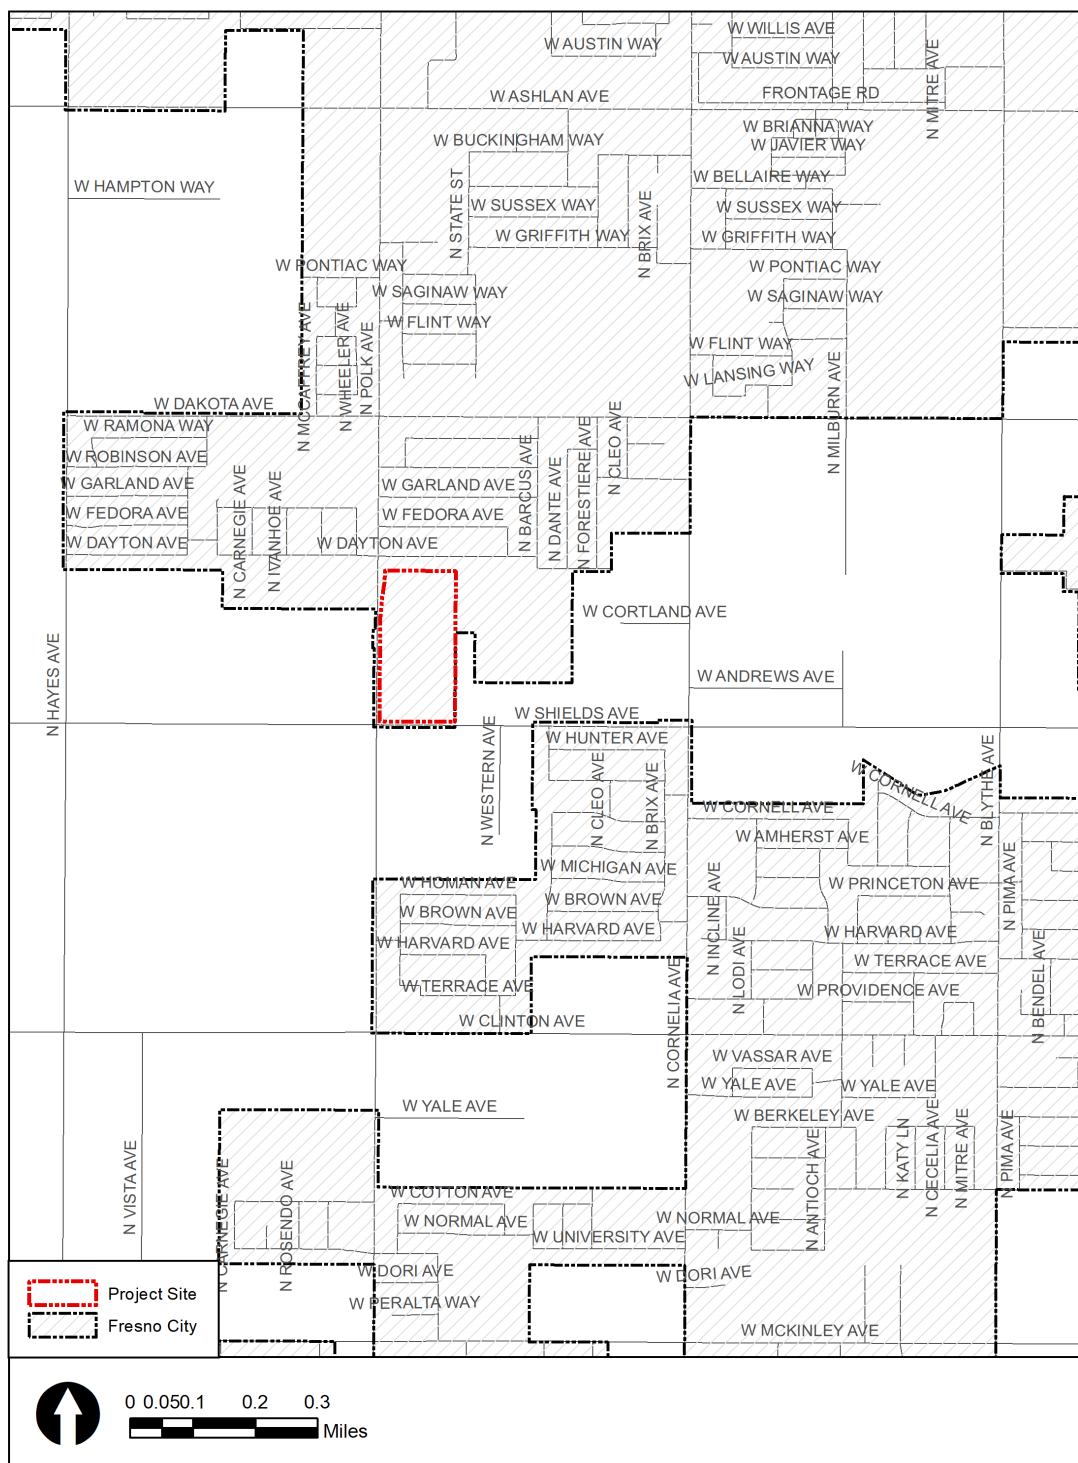 W WILLIS AVE
W AUSTIN WAY
W AUSTIN WAY
N MITRE AVE
FRONTAGE RD
W ASHLAN AVE
W BRIANNA WAY
W BUCKINGHAM WAY
W JAVIER WAY
W BELLAIRE WAY
W HAMPTON WAY
N STATE ST
W SUSSEX WAY
N BRIX AVE
W SUSSEX WAY
W GRIFFITH WAY
W GRIFFITH WAY
W PONTIAC WAY
W PONTIAC WAY
W SAGINAW WAY
W SAGINAW WAY
W FLINT WAY
W FLINT WAY
N MCCAFFREY AVE
N WHEELER AVE
N POLK AVE
W LANSING WAY
N MILBURN AVE
W DAKOTA AVE
W RAMONA WAY
W ROBINSON AVE
W GARLAND AVE
W FEDORA AVE
W DAYTON AVE
N CARNEGIE AVE
N IVANHOE AVE
W GARLAND AVE
W FEDORA AVE
W DAYTON AVE
N BARCUS AVE
N DANTE AVE
N FORESTIERE AVE
N CLEO AVE
W CORTLAND AVE
N HAYES AVE
W ANDREWS AVE
W SHIELDS AVE
W HUNTER AVE
N WESTERN AVE
N CLEO AVE
N BRIX AVE
W CORNELL AVE
W CORNELL AVE
N BLYTHE AVE
W AMHERST AVE
W MICHIGAN AVE
W HOMAN AVE
W PRINCETON AVE
N PIMA AVE
W BROWN AVE
W BROWN AVE
N INCLINE AVE
W HARVARD AVE
W HARVARD AVE
W HARVARD AVE
W TERRACE AVE
N LODI AVE
W TERRACE AVE
W PROVIDENCE AVE
N BENDEL AVE
N CORNELIA AVE
W CLINTON AVE
W VASSAR AVE
W YALE AVE
W YALE AVE
W YALE AVE
W BERKELEY AVE
N VISTA AVE
N CARNEGIE AVE
N ROSENDO AVE
N ANTIOCH AVE
N KATY LN
N CECELIA AVE
N MITRE AVE
N PIMA AVE
W COTTON AVE
W NORMAL AVE
W NORMAL AVE
W UNIVERSITY AVE
W DORI AVE
W DORI AVE
W PERALTA WAY
W MCKINLEY AVE
Project Site
Fresno City
0 0.050.1 0.2 0.3
Miles